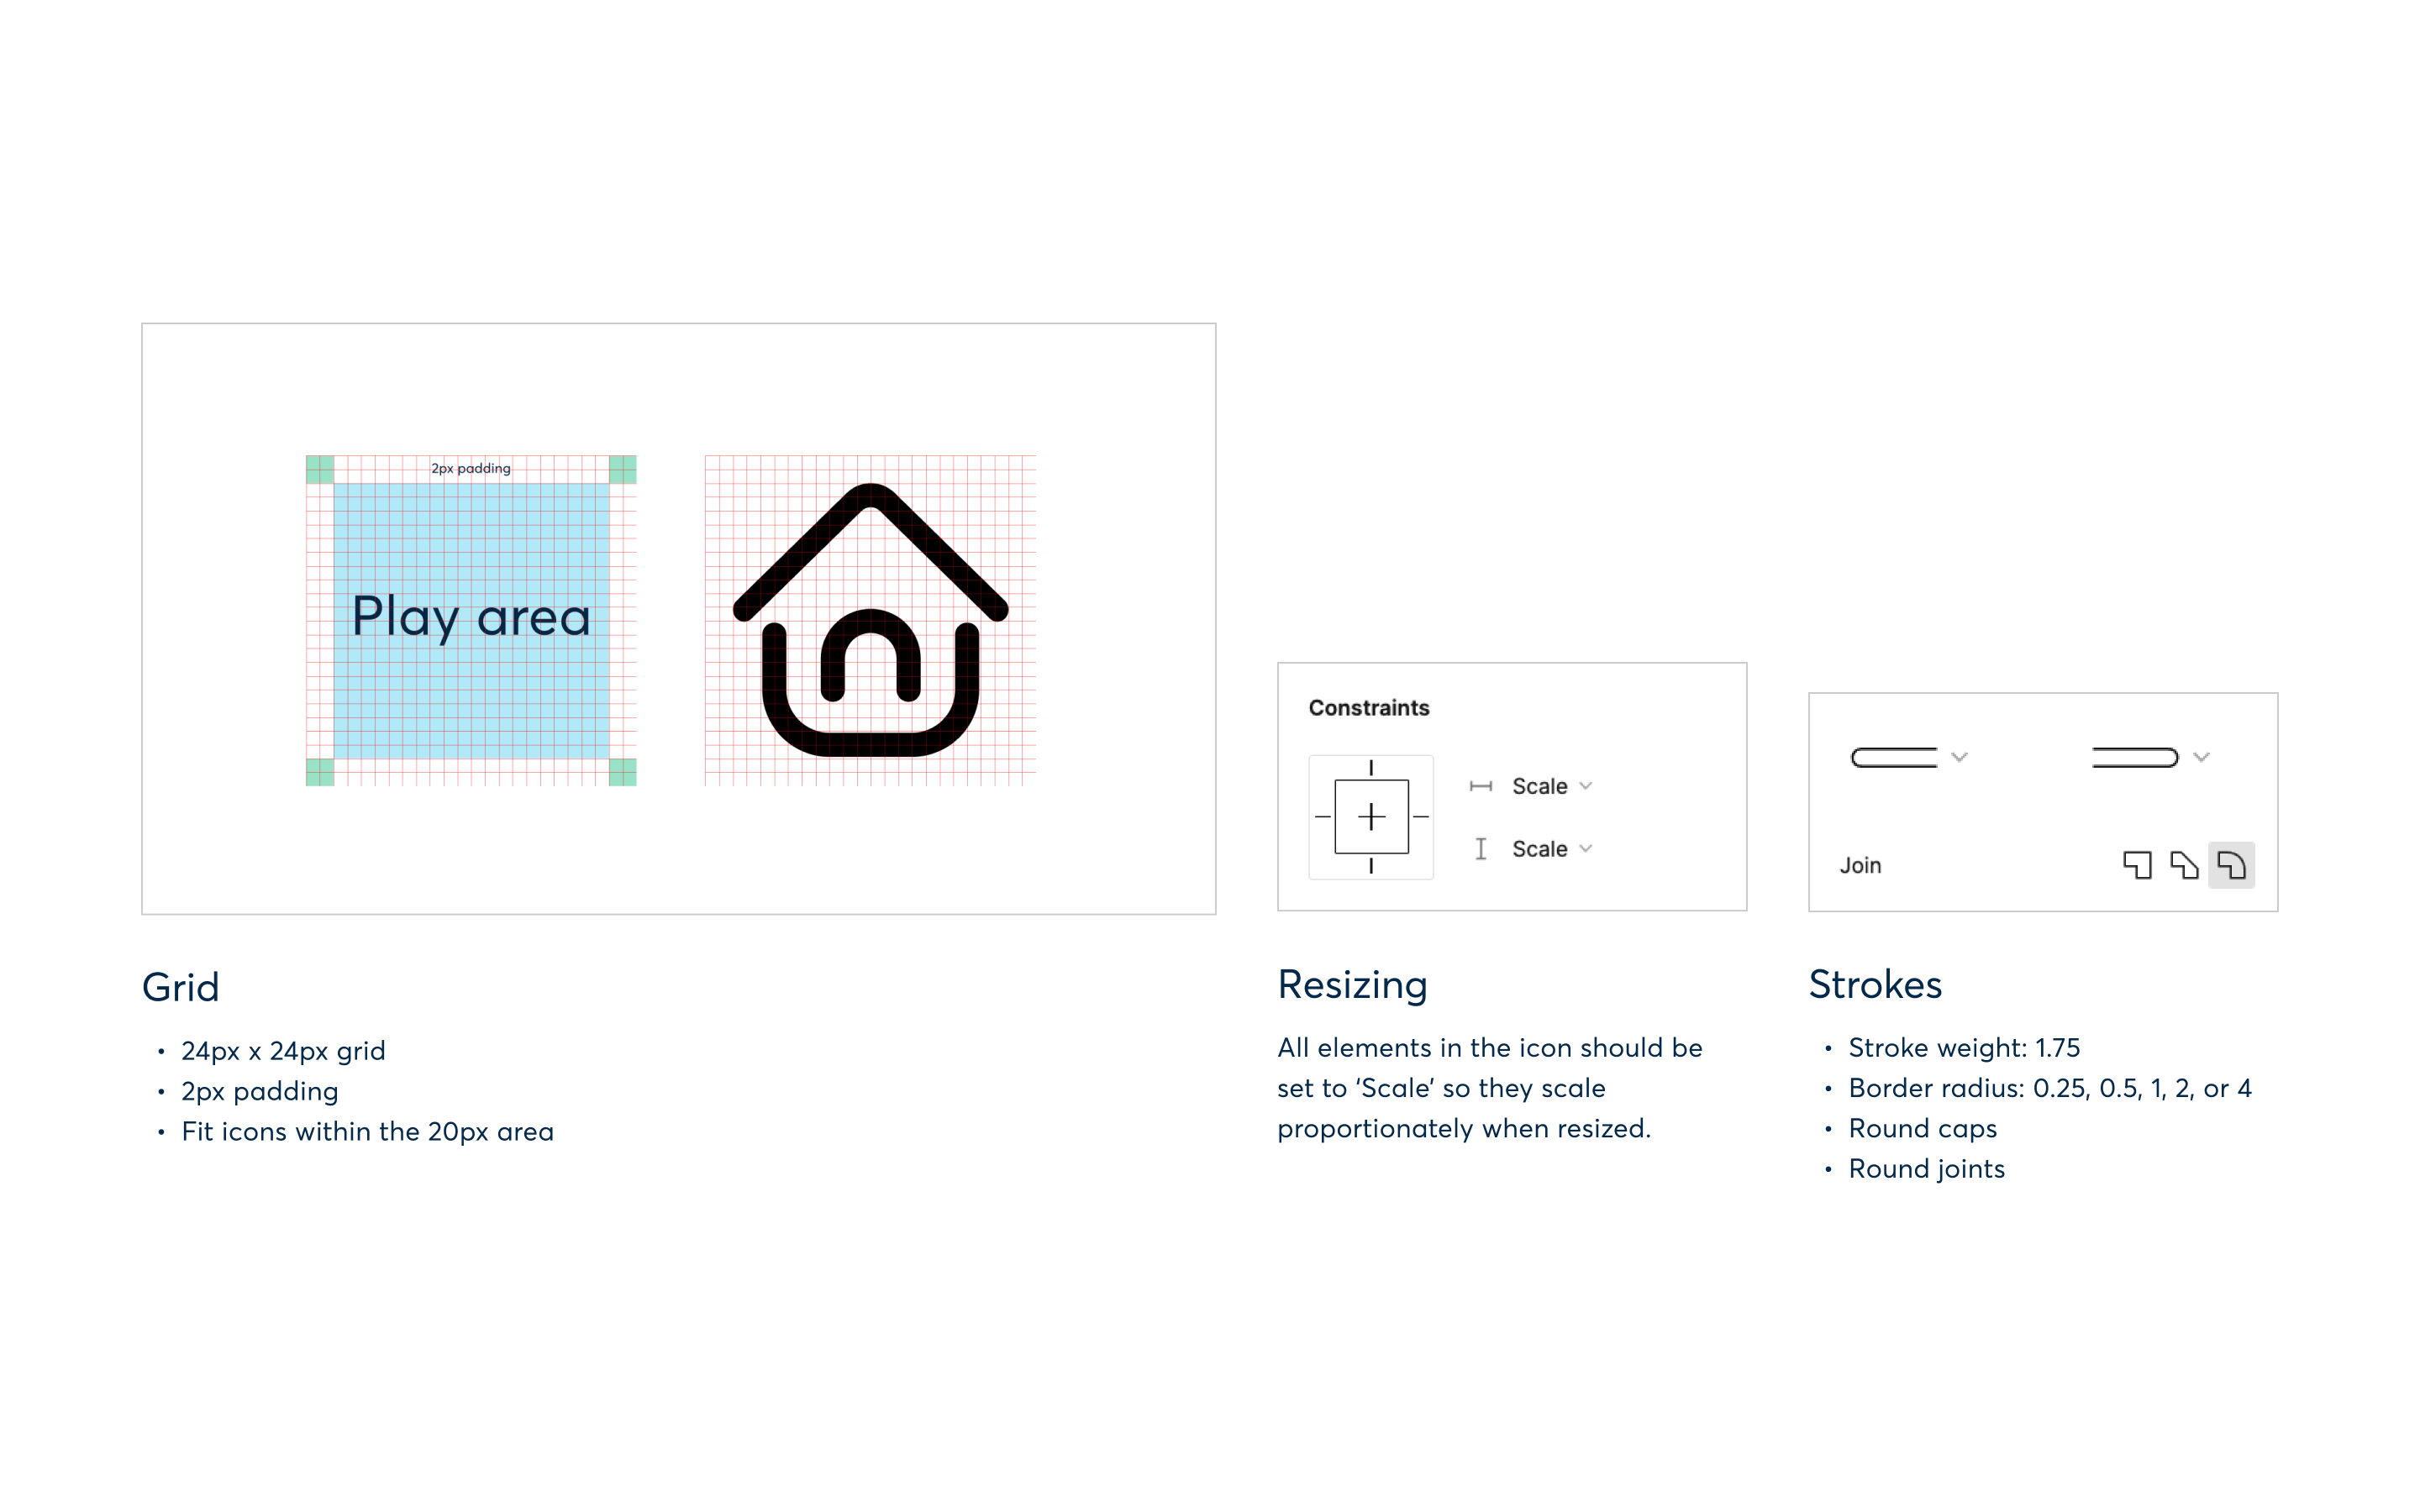 2px padding
Play area
Grid
• 24px x 24px grid
• 2px padding
• Fit icons within the 20px area
Constraints
Scale
Scale
Resizing
All elements in the icon should be
set to ‘Scale’ so they scale
proportionately when resized.
Join
Strokes
• Stroke weight: 1.75
• Border radius: 0.25, 0.5, 1, 2, or 4
• Round caps
• Round joints